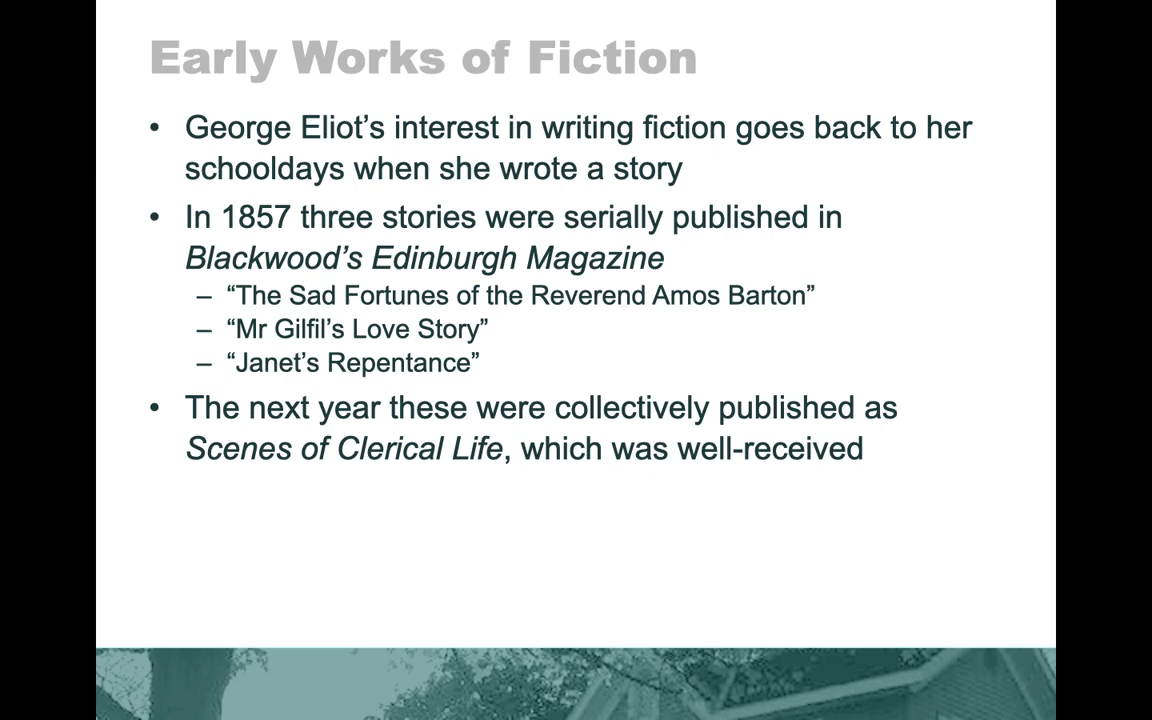 Early Works of Fiction
• George Eliot’s interest in writing fiction goes back to her
schooldays when she wrote a story
• In 1857 three stories were serially published in
Blackwood’s Edinburgh Magazine
– “The Sad Fortunes of the Reverend Amos Barton”
– “Mr Gilfil’s Love Story”
– “Janet’s Repentance”
• The next year these were collectively published as
Scenes of Clerical Life, which was well-received